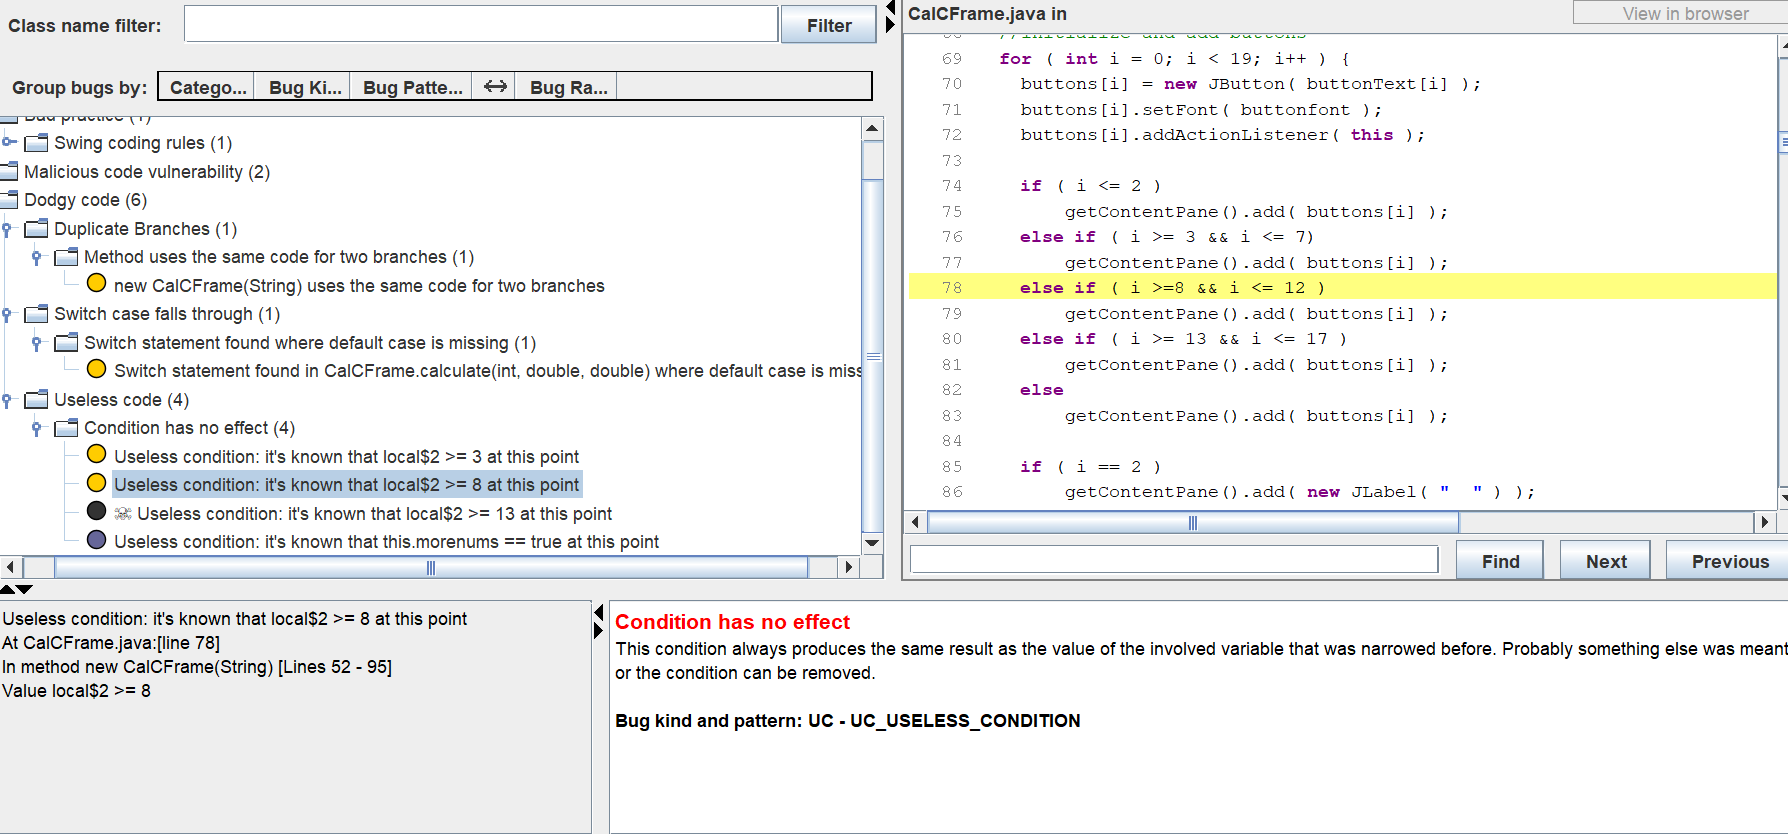 Class name filter:
Filter
Group bugs by:
Catego...
Bug Ki...
Bug Patte...
Bug Ra...
Bad practice (1)
Swing coding rules (1)
Malicious code vulnerability (2)
Dodgy code (6)
Duplicate Branches (1)
Method uses the same code for two branches (1)
new CalCFrame(String) uses the same code for two branches
Switch case falls through (1)
Switch statement found where default case is missing (1)
Switch statement found in CalCFrame.calculate(int, double, double) where default case is miss
Useless code (4)
Condition has no effect (4)
Useless condition: it's known that local$2 >= 3 at this point
Useless condition: it's known that local$2 >= 8 at this point
Useless condition: it's known that local$2 >= 13 at this point
Useless condition: it's known that this.morenums == true at this point
CalCFrame.java in
View in browser
68 //initialize and add buttons
69 for ( int i = 0; i < 19; i++ ) {
70 buttons[i] = new JButton( buttonText[i] );
71 buttons[i].setFont( buttonfont );
72 buttons[i].addActionListener( this );
73
74 if ( i <= 2 )
75 getContentPane().add( buttons[i] );
76 else if ( i >= 3 && i <= 7)
77 getContentPane().add( buttons[i] );
78 else if ( i >=8 && i <= 12 )
79 getContentPane().add( buttons[i] );
80 else if ( i >= 13 && i <= 17 )
81 getContentPane().add( buttons[i] );
82 else
83 getContentPane().add( buttons[i] );
84
85 if ( i == 2 )
86 getContentPane().add( new JLabel( "  " ) );
Find
Next
Previous
Useless condition: it's known that local$2 >= 8 at this point
At CalCFrame.java:[line 78]
In method new CalCFrame(String) [Lines 52 - 95]
Value local$2 >= 8
Condition has no effect
This condition always produces the same result as the value of the involved variable that was narrowed before. Probably something else was meant
or the condition can be removed.
Bug kind and pattern: UC - UC_USELESS_CONDITION